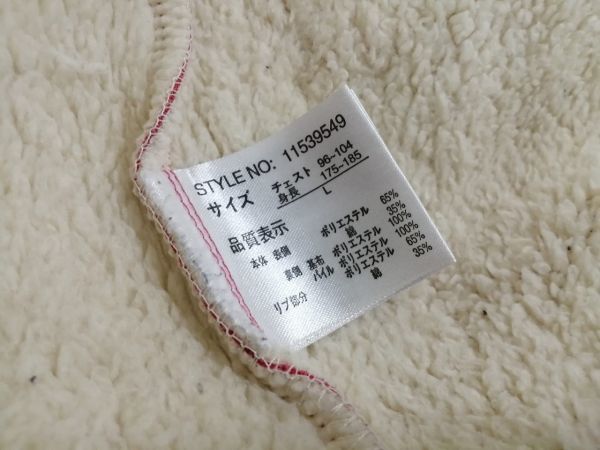 STYLE NO: 11539549
サイズ チェスト 96~104
身長 175~185
L
品質表示
本体 表側 ポリエステル 65%
綿 35%
裏側 基布 ポリエステル 100%
パイル ポリエステル 100%
リブ部分 ポリエステル 65%
綿 35%